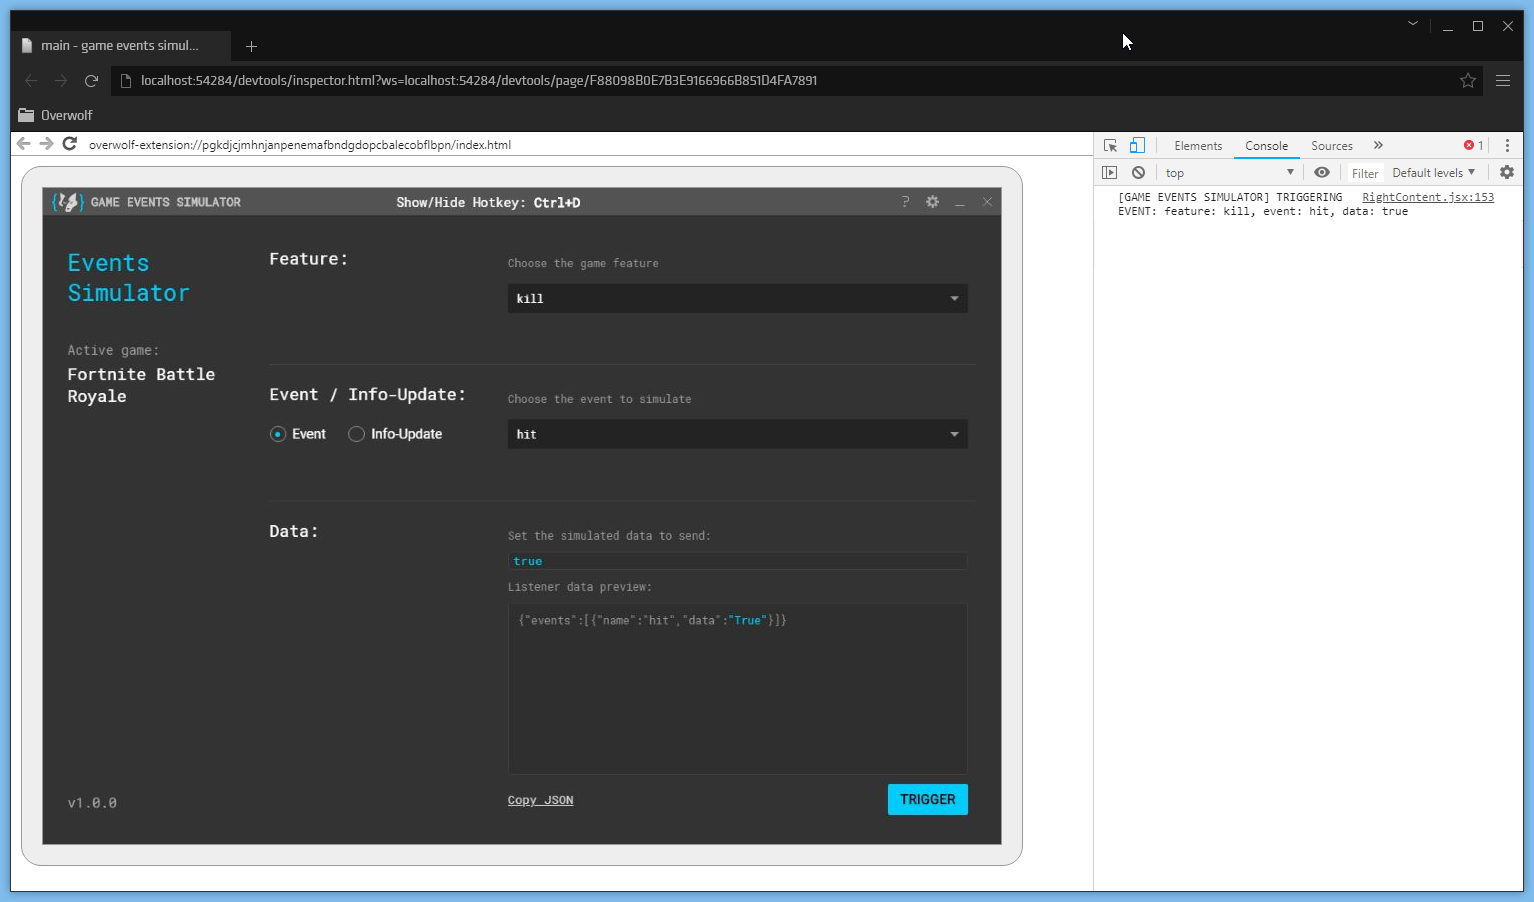 main - game events simul...
localhost:54284/devtools/inspector.html?ws=localhost:54284/devtools/page/F88098B0E7B3E9166966B851D4FA7891
Overwolf
overwolf-extension://pgkdjcjmhnjanpenemafbndgdopcbalecobflbpn/index.html
Elements Console Sources » 1
top Filter Default levels
[GAME EVENTS SIMULATOR] TRIGGERING RightContent.jsx:153
EVENT: feature: kill, event: hit, data: true
GAME EVENTS SIMULATOR Show/Hide Hotkey: Ctrl+D ?
Events
Simulator
Active game:
Fortnite Battle
Royale
v1.0.0
Feature:
Choose the game feature
kill
Event / Info-Update:
Event Info-Update
Choose the event to simulate
hit
Data:
Set the simulated data to send:
true
Listener data preview:
{"events":[{"name":"hit","data":"True"}]}
Copy JSON
TRIGGER